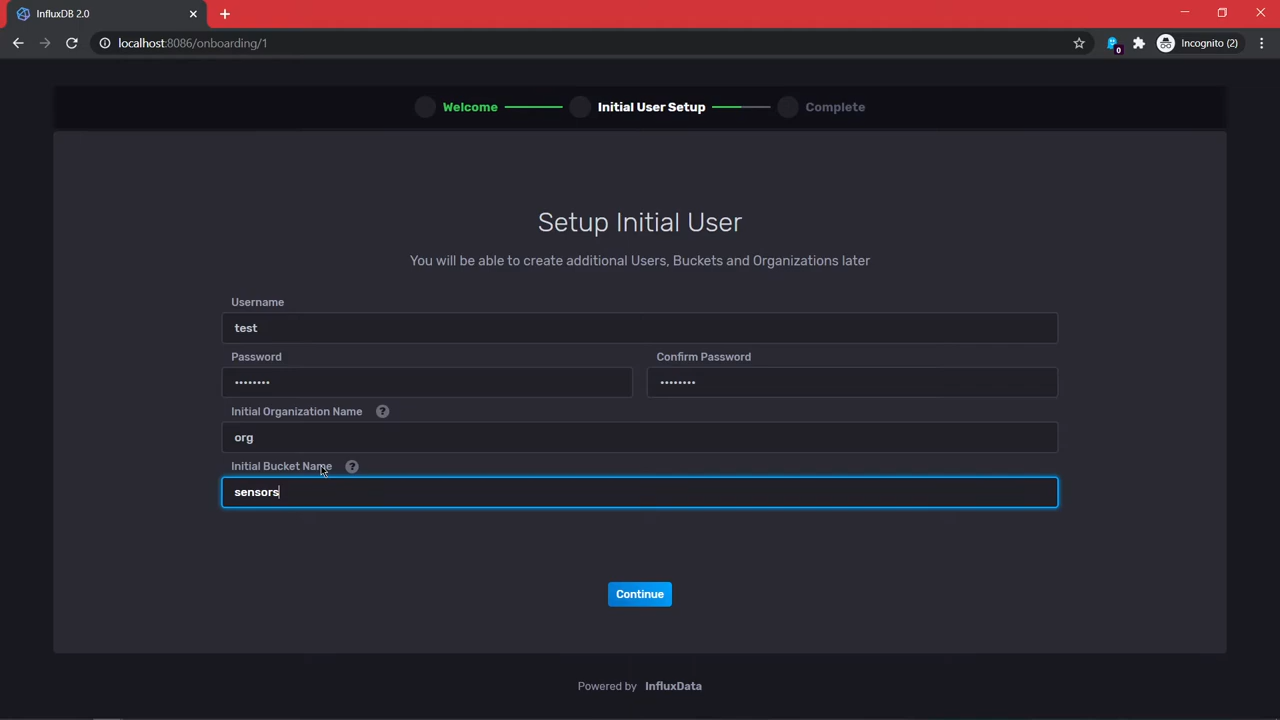 InfluxDB 2.0
localhost:8086/onboarding/1
0
Incognito (2)
Welcome
Initial User Setup
Complete
Setup Initial User
You will be able to create additional Users, Buckets and Organizations later
Username
test
Password
Confirm Password
••••••••
••••••••
Initial Organization Name ?
org
Initial Bucket Name ?
sensors
Continue
Powered by InfluxData